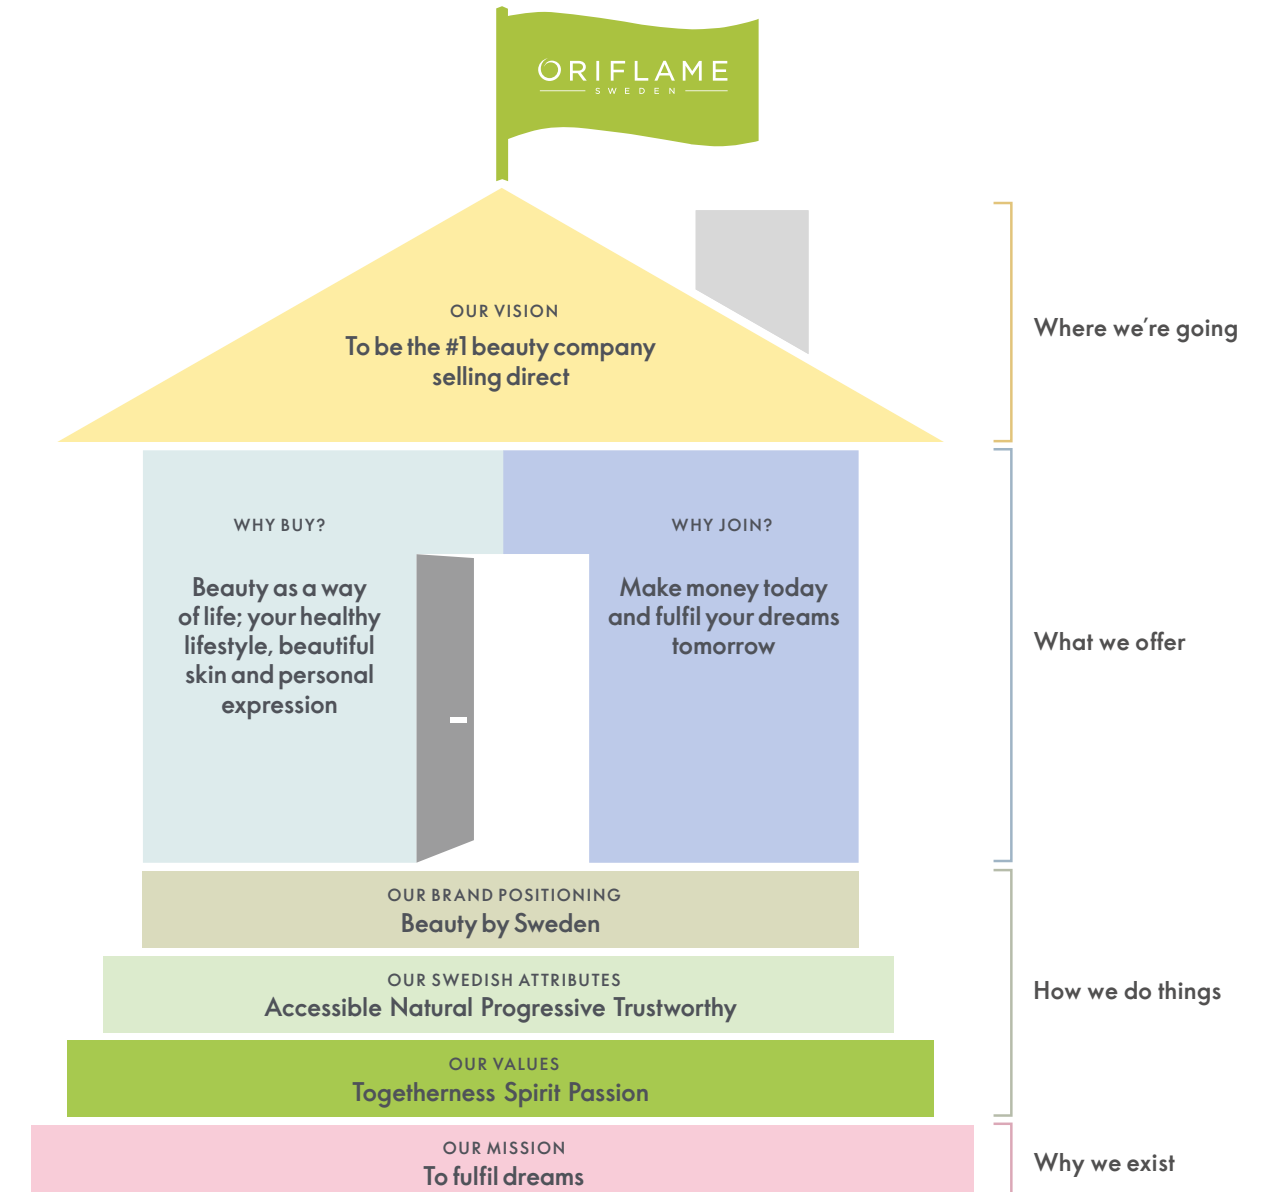 ORIFLAME
SWEDEN
OUR VISION
To be the #1 beauty company
selling direct
Where we're going
WHY BUY?
Beauty as a way
of life; your healthy
lifestyle, beautiful
skin and personal
expression
WHY JOIN?
Make money today
and fulfil your dreams
tomorrow
What we offer
OUR BRAND POSITIONING
Beauty by Sweden
OUR SWEDISH ATTRIBUTES
Accessible Natural Progressive Trustworthy
OUR VALUES
Togetherness Spirit Passion
How we do things
OUR MISSION
To fulfil dreams
Why we exist